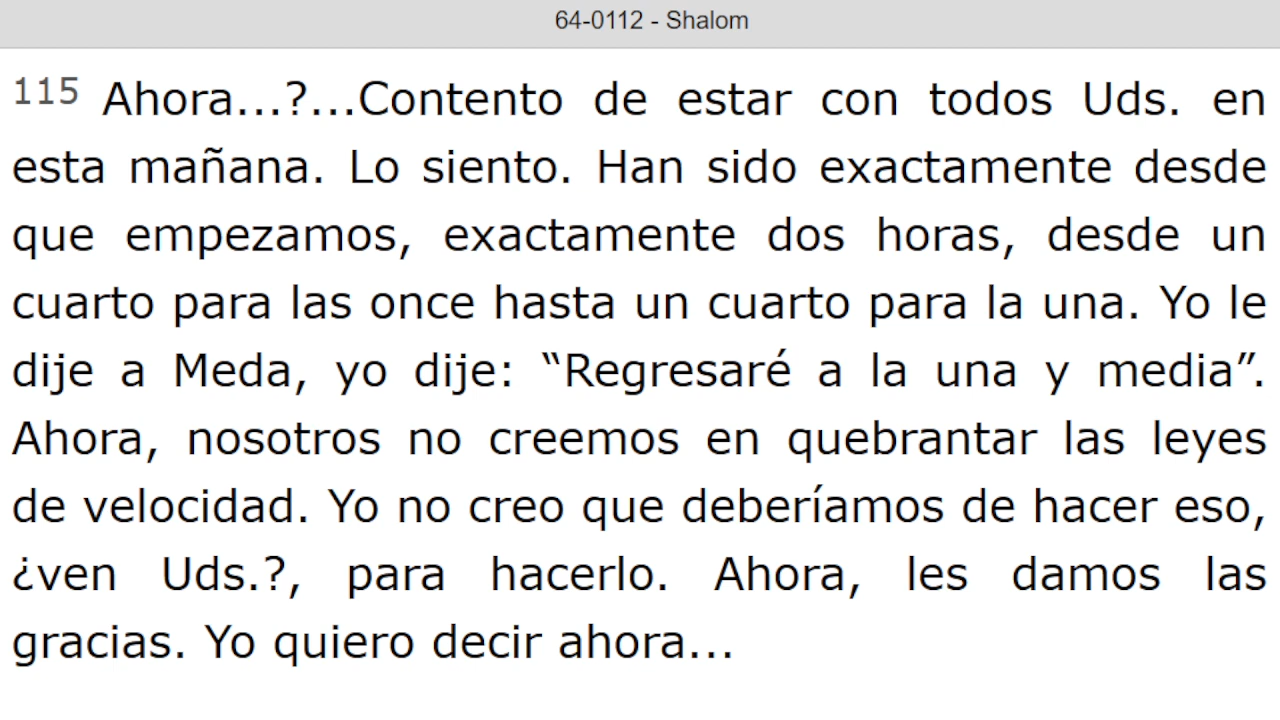 64-0112 - Shalom
115 Ahora...?...Contento de estar con todos Uds. en
esta mañana. Lo siento. Han sido exactamente desde
que empezamos, exactamente dos horas, desde un
cuarto para las once hasta un cuarto para la una. Yo le
dije a Meda, yo dije: “Regresaré a la una y media”.
Ahora, nosotros no creemos en quebrantar las leyes
de velocidad. Yo no creo que deberíamos de hacer eso,
¿ven Uds.?, para hacerlo. Ahora, les damos las
gracias. Yo quiero decir ahora...